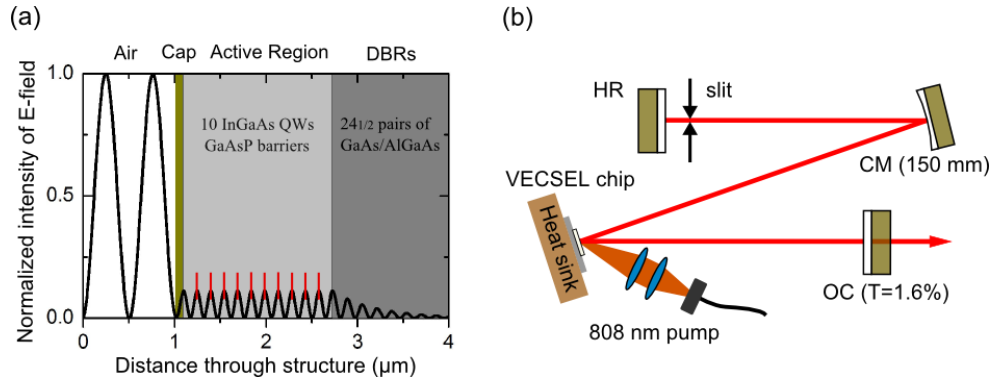 (a)
Air Cap Active Region DBRs
Normalized intensity of E-field
1.0
0.5
0.0
10 InGaAs QWs
GaAsP barriers
241/2 pairs of
GaAs/AlGaAs
0 1 2 3 4
Distance through structure (μm)
(b)
HR
slit
CM (150 mm)
VECSEL chip
Heat sink
OC (T=1.6%)
808 nm pump